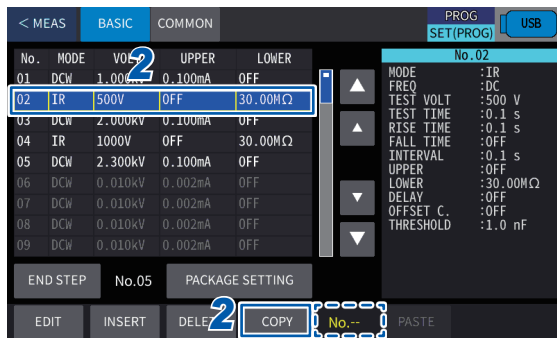 < MEAS BASIC COMMON PROG SET(PROG) USB
No. MODE UPPER LOWER
2
01 DCW 1.000kV 0.100mA OFF
02 IR 500V OFF 30.00MΩ
03 DCW 2.000kV 0.100mA OFF
04 IR 1000V OFF 30.00MΩ
05 DCW 2.300kV 0.100mA OFF
06 DCW 0.010kV 0.002mA OFF
07 DCW 0.010kV 0.002mA OFF
08 DCW 0.010kV 0.002mA OFF
09 DCW 0.010kV 0.002mA OFF
END STEP No.05 PACKAGE SETTING
No.02
MODE :IR
FREQ :DC
TEST VOLT :500 V
TEST TIME :0.1 s
RISE TIME :0.1 s
FALL TIME :OFF
INTERVAL :0.1 s
UPPER :OFF
LOWER :30.00MΩ
DELAY :OFF
OFFSET C. :OFF
THRESHOLD :1.0 nF
2
EDIT INSERT COPY No.-- PASTE